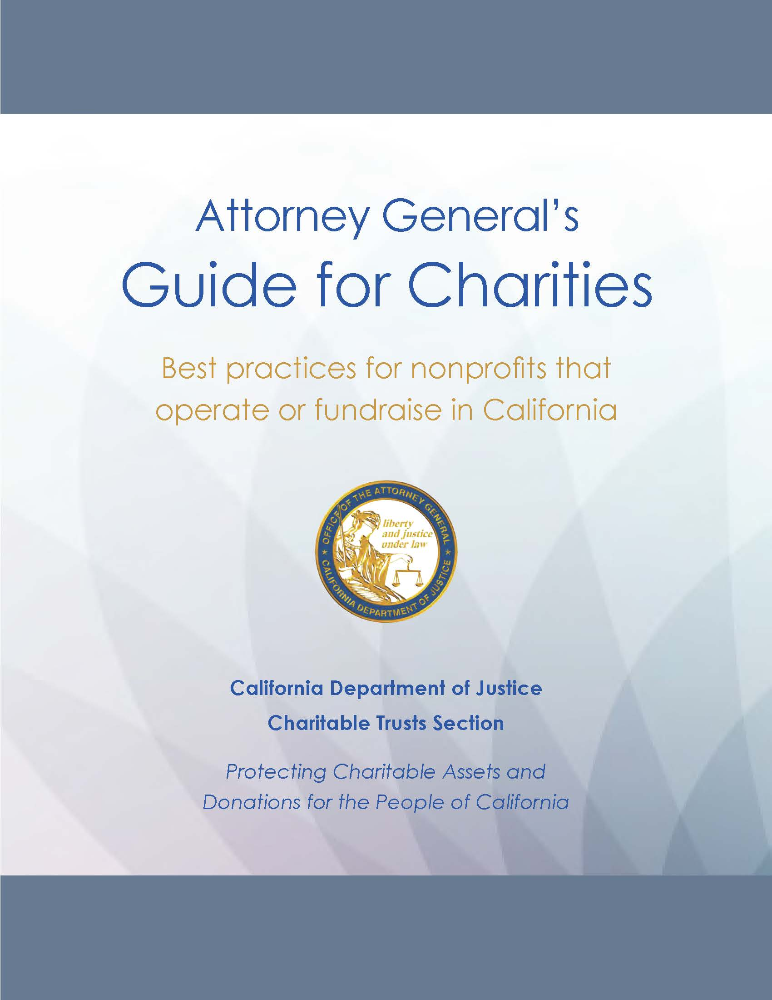 Attorney General's
Guide for Charities
Best practices for nonprofits that
operate or fundraise in California
OFFICE OF THE ATTORNEY GENERAL
liberty
and justice
under law
★ CALIFORNIA DEPARTMENT OF JUSTICE ★
California Department of Justice
Charitable Trusts Section
Protecting Charitable Assets and
Donations for the People of California